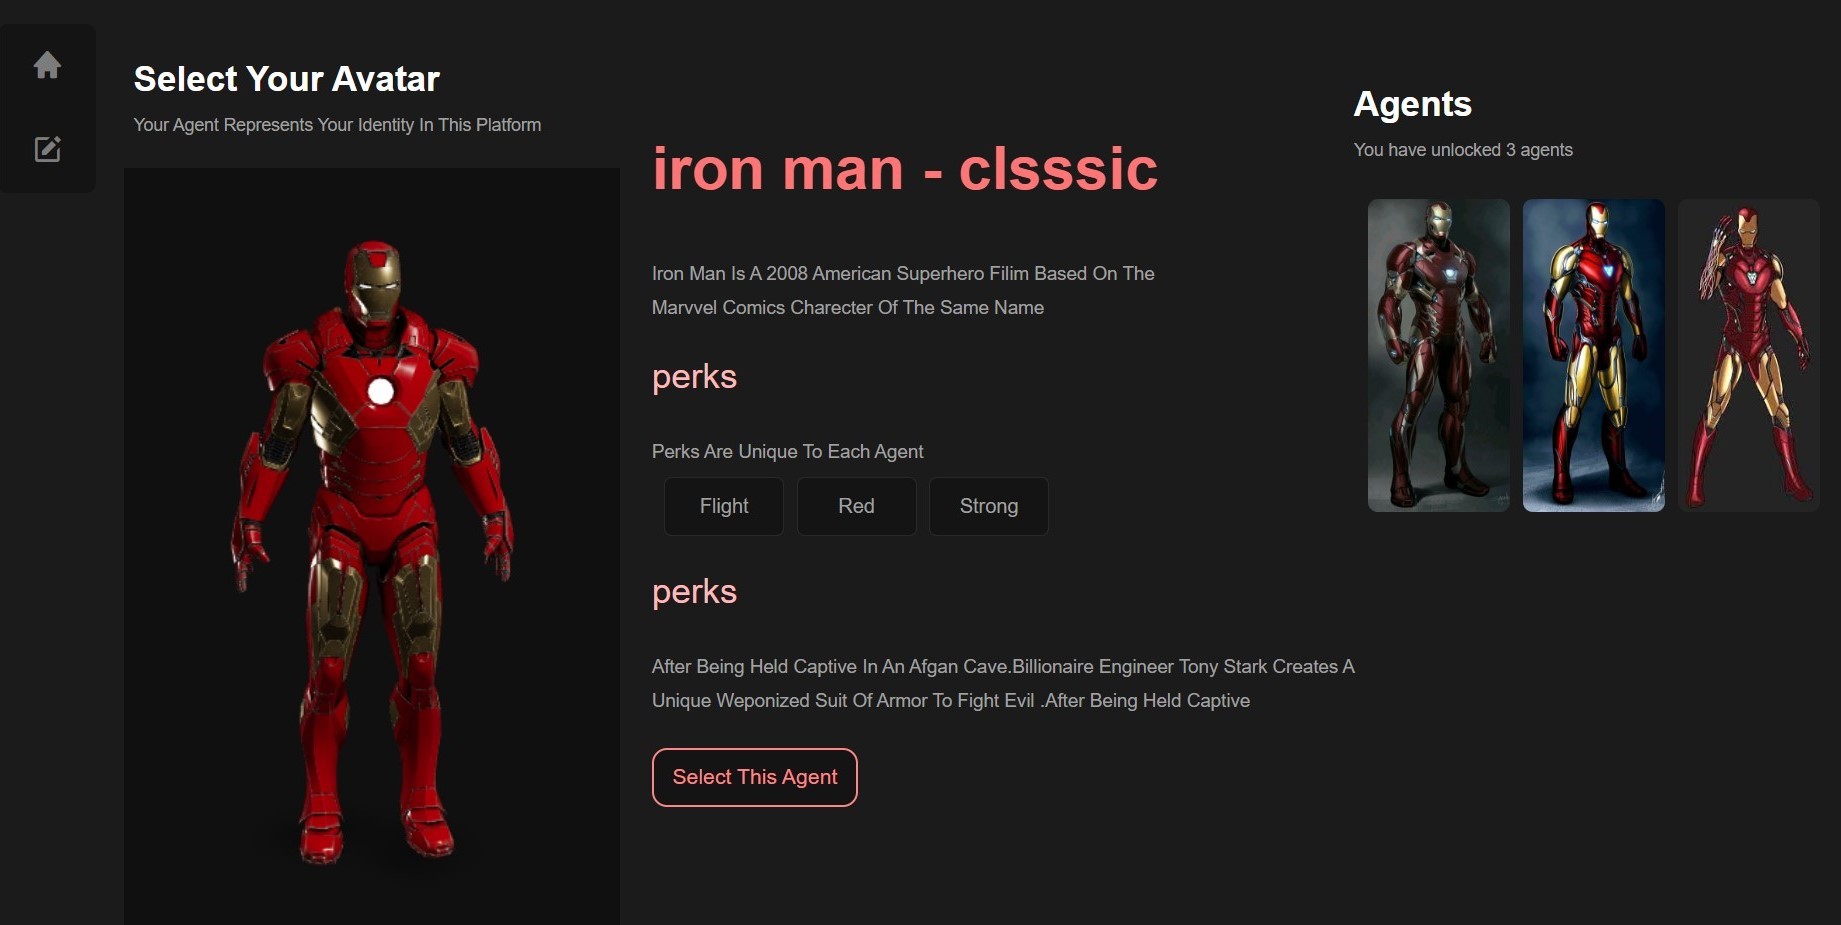 Select Your Avatar
Your Agent Represents Your Identity In This Platform
iron man - clsssic
Iron Man Is A 2008 American Superhero Filim Based On The
Marvvel Comics Charecter Of The Same Name
perks
Perks Are Unique To Each Agent
Flight Red Strong
perks
After Being Held Captive In An Afgan Cave.Billionaire Engineer Tony Stark Creates A
Unique Weponized Suit Of Armor To Fight Evil .After Being Held Captive
Select This Agent
Agents
You have unlocked 3 agents